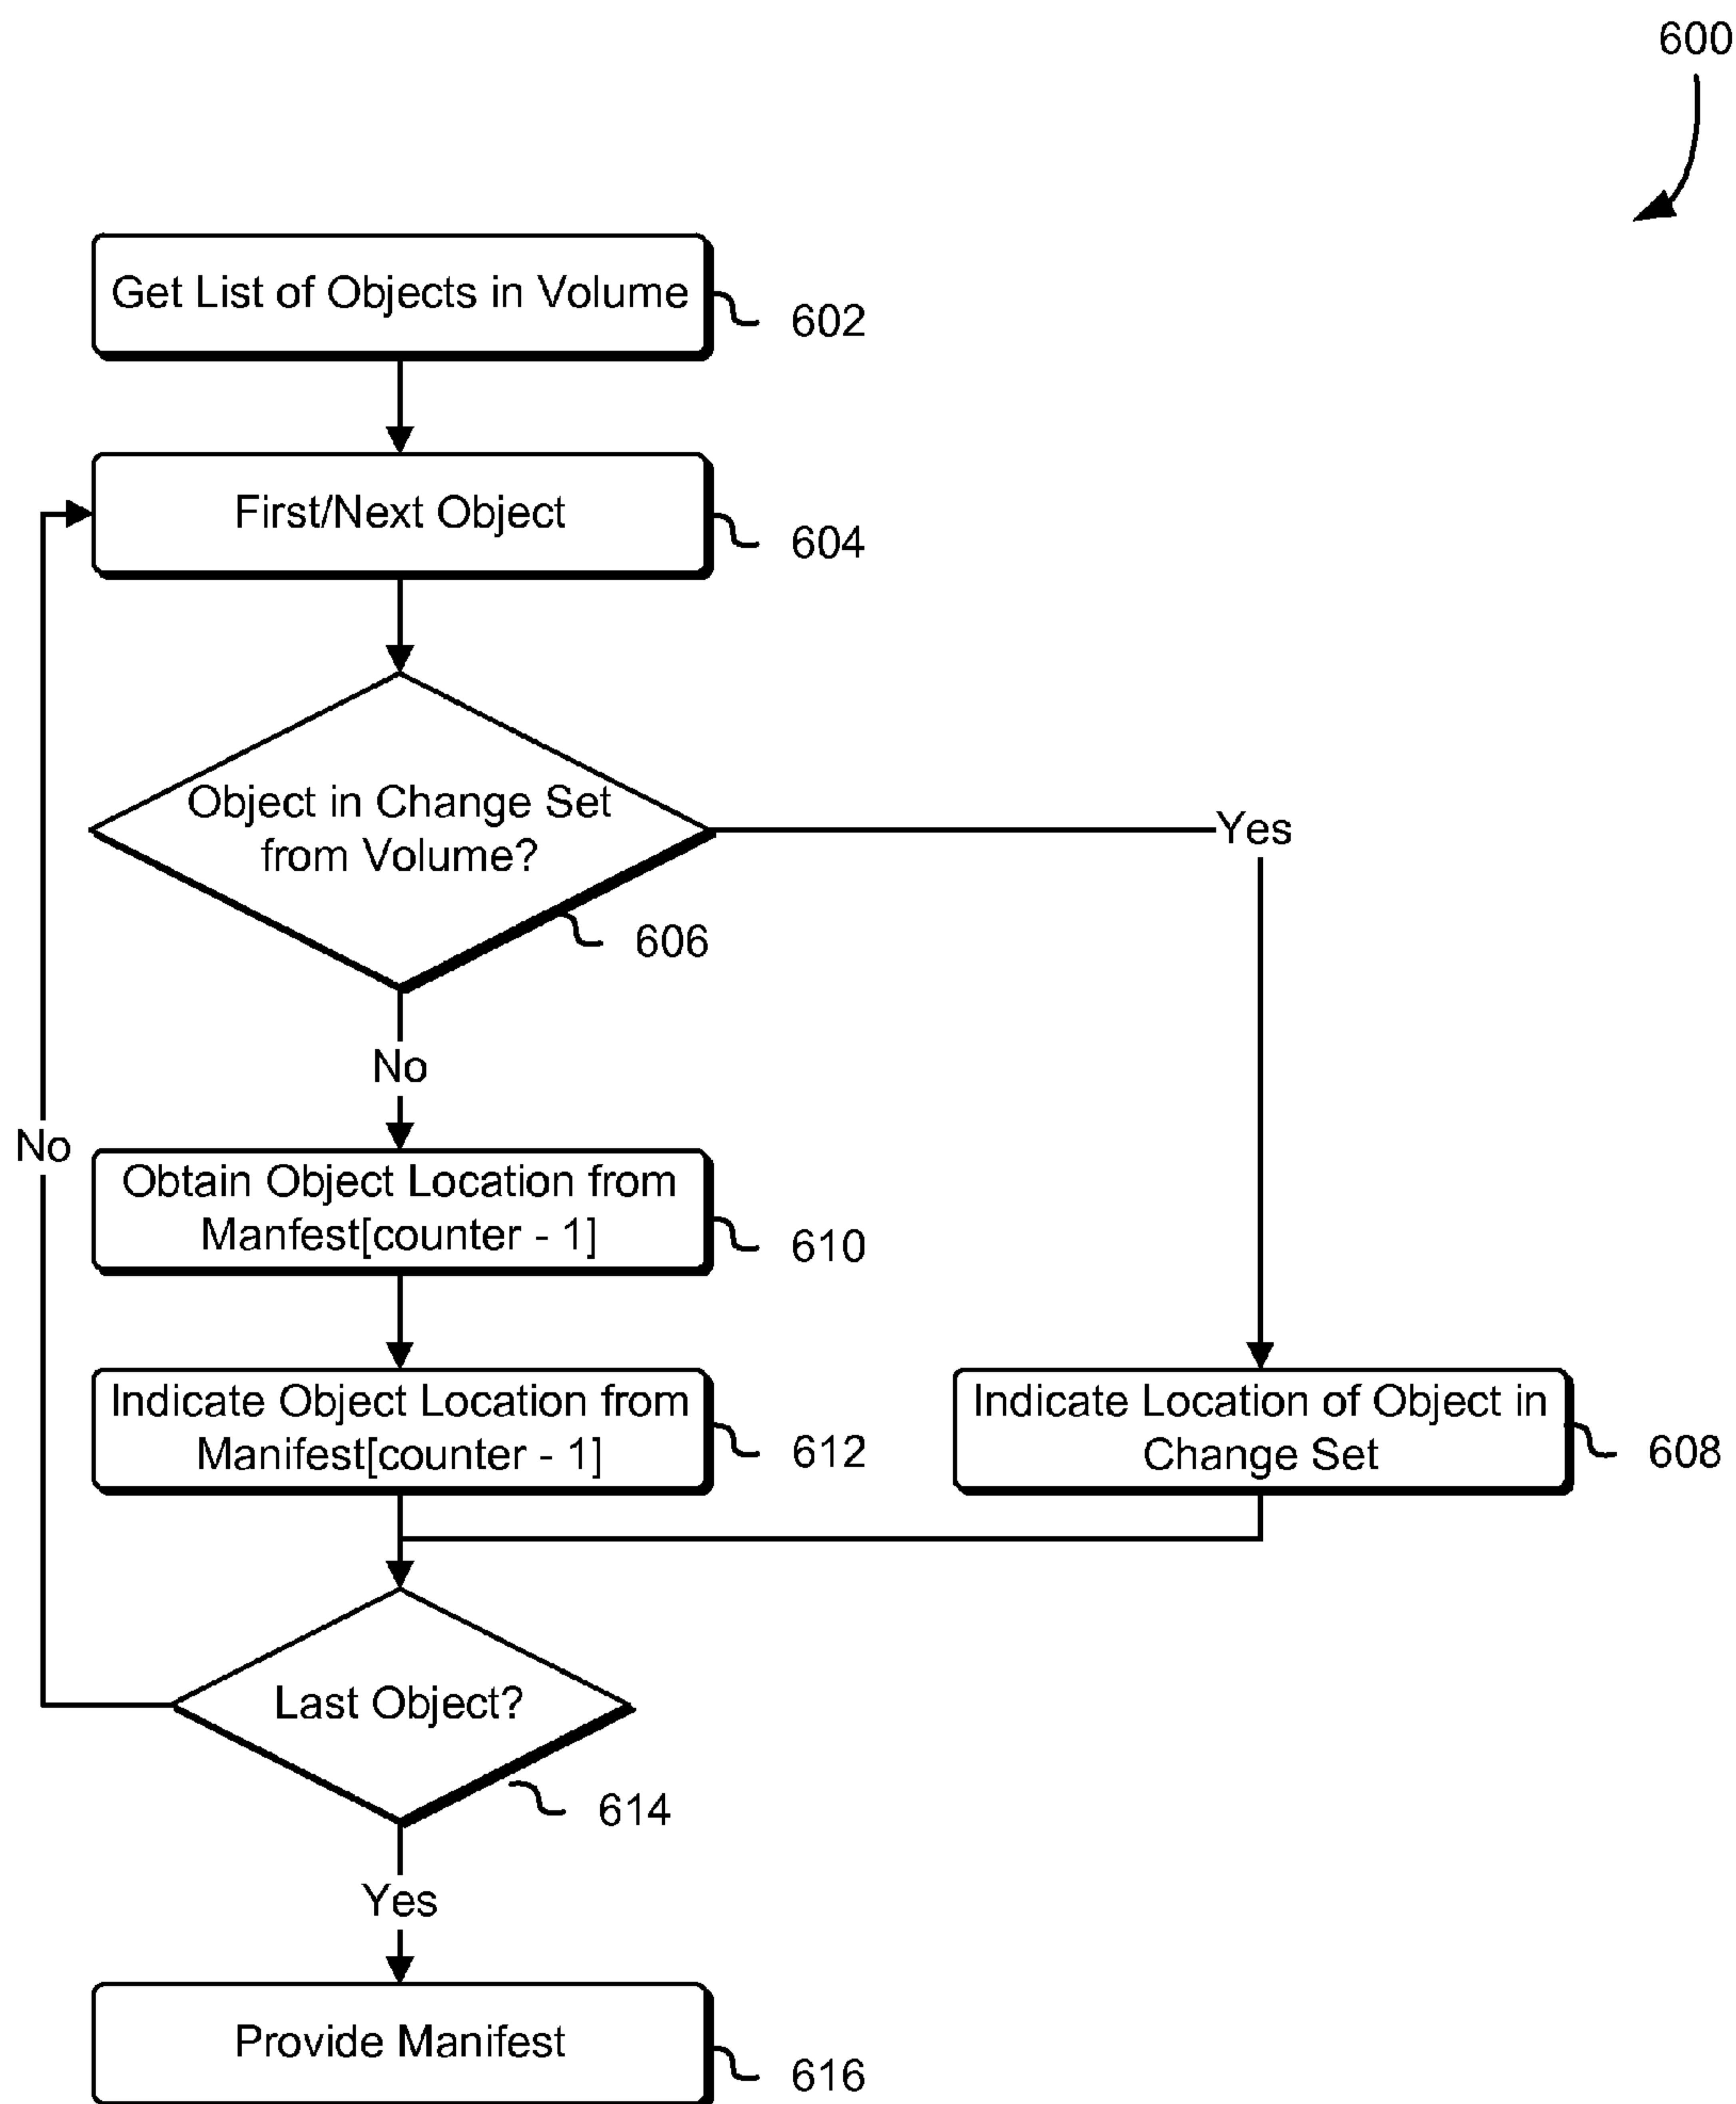 600
Get List of Objects in Volume
602
First/Next Object
604
Object in Change Set
from Volume?
606
Yes
No
No
Obtain Object Location from
Manfest[counter - 1]
610
Indicate Object Location from
Manifest[counter - 1]
612
Indicate Location of Object in
Change Set
608
Last Object?
614
Yes
Provide Manifest
616